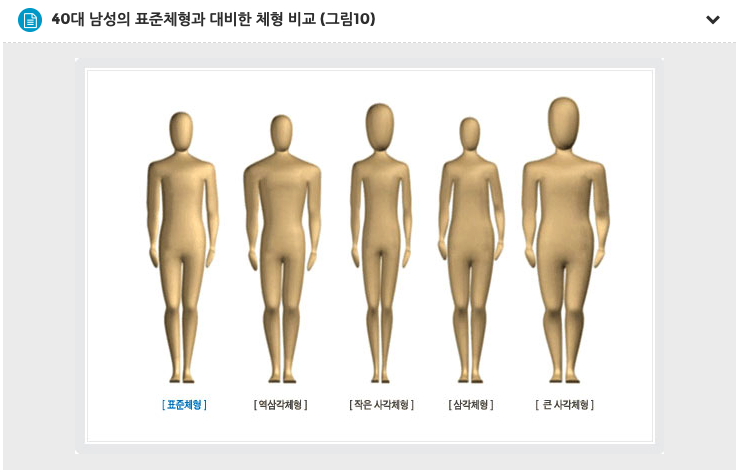 40대 남성의 표준체형과 대비한 체형 비교 (그림10)
[ 표준체형 ]
[ 역삼각체형 ]
[ 작은 사각체형 ]
[ 삼각체형 ]
[ 큰 사각체형 ]